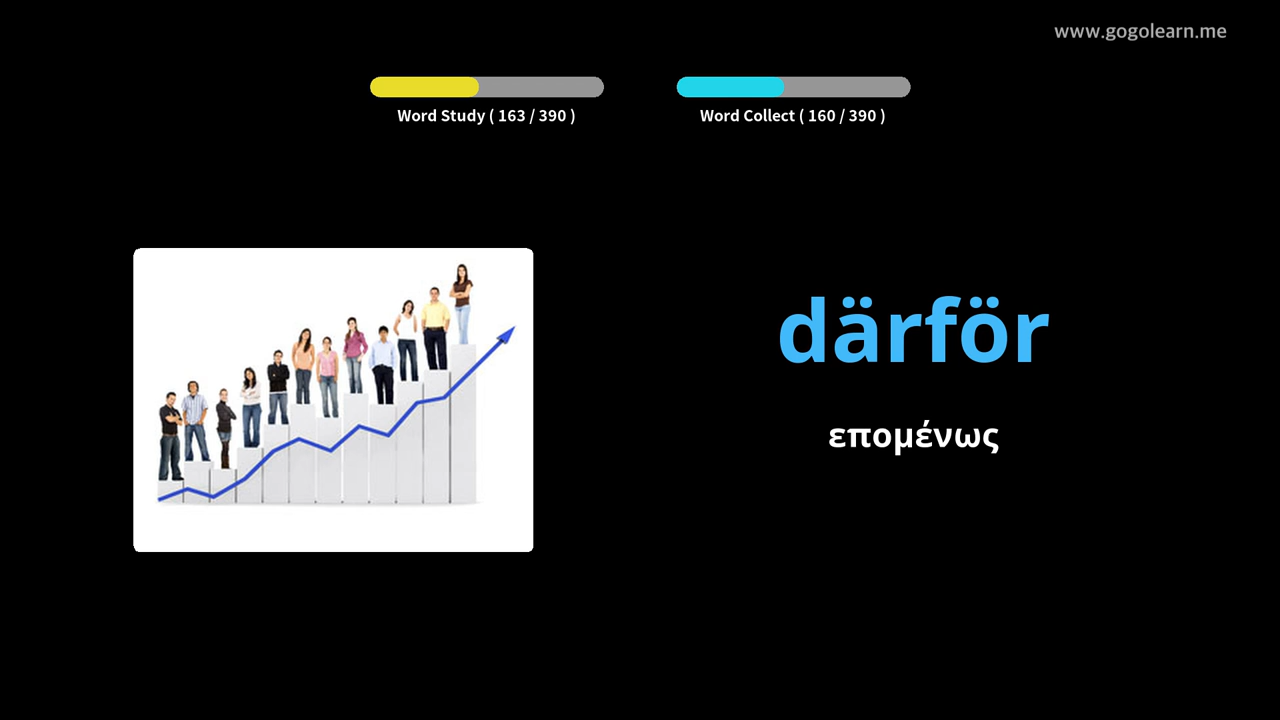 www.gogolearn.me
Word Study ( 163 / 390 )
Word Collect ( 160 / 390 )
därför
επομένως